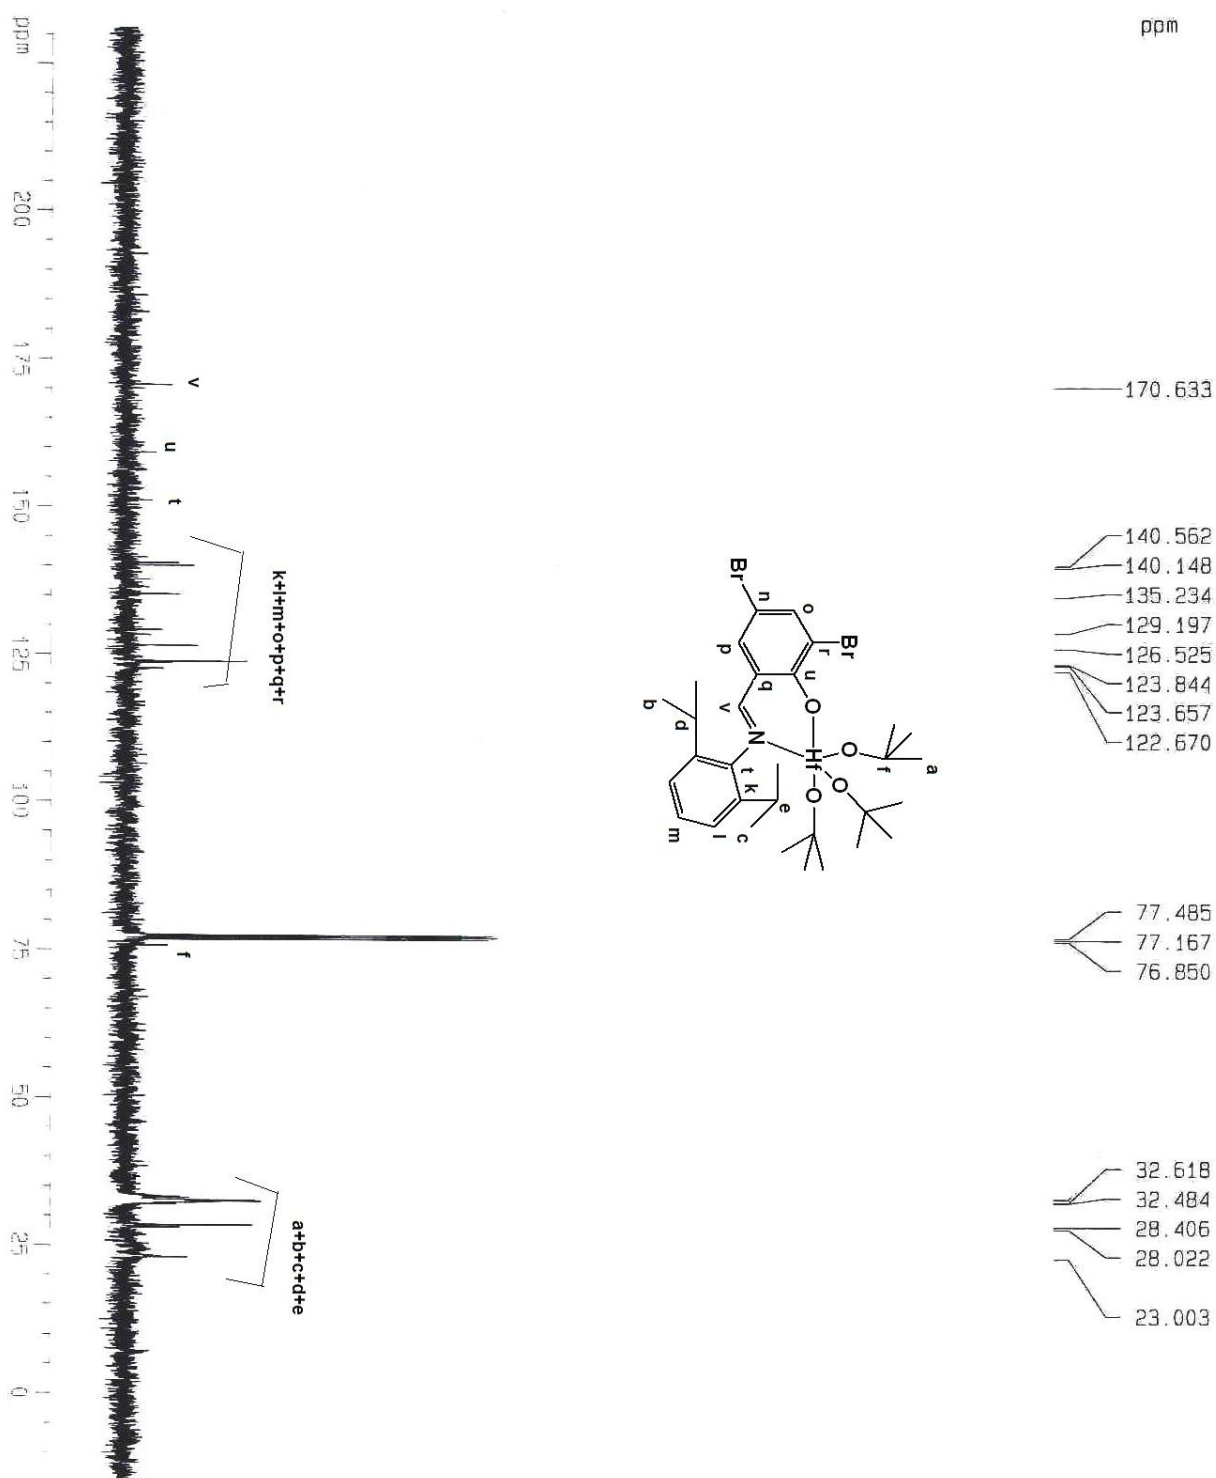 ppm
170.633
140.562
140.148
135.234
129.197
126.525
123.844
123.657
122.670
77.485
77.167
76.850
32.618
32.484
28.406
28.022
23.003
Br
n
o
Br
p
r
q
u
O
v
N
Hf
O
f
a
O
O
b
d
t
k
e
c
l
m
v
u
t
k+l+m+o+p+q+r
f
a+b+c+d+e
ppm
200
175
150
125
100
75
50
25
0